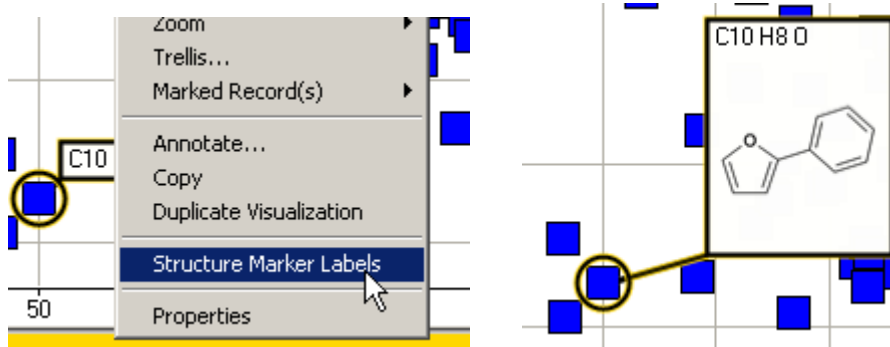 Zoom
Trellis...
Marked Record(s)
Annotate...
C10
Copy
Duplicate Visualization
Structure Marker Labels
50
Properties
C10 H8 O
O